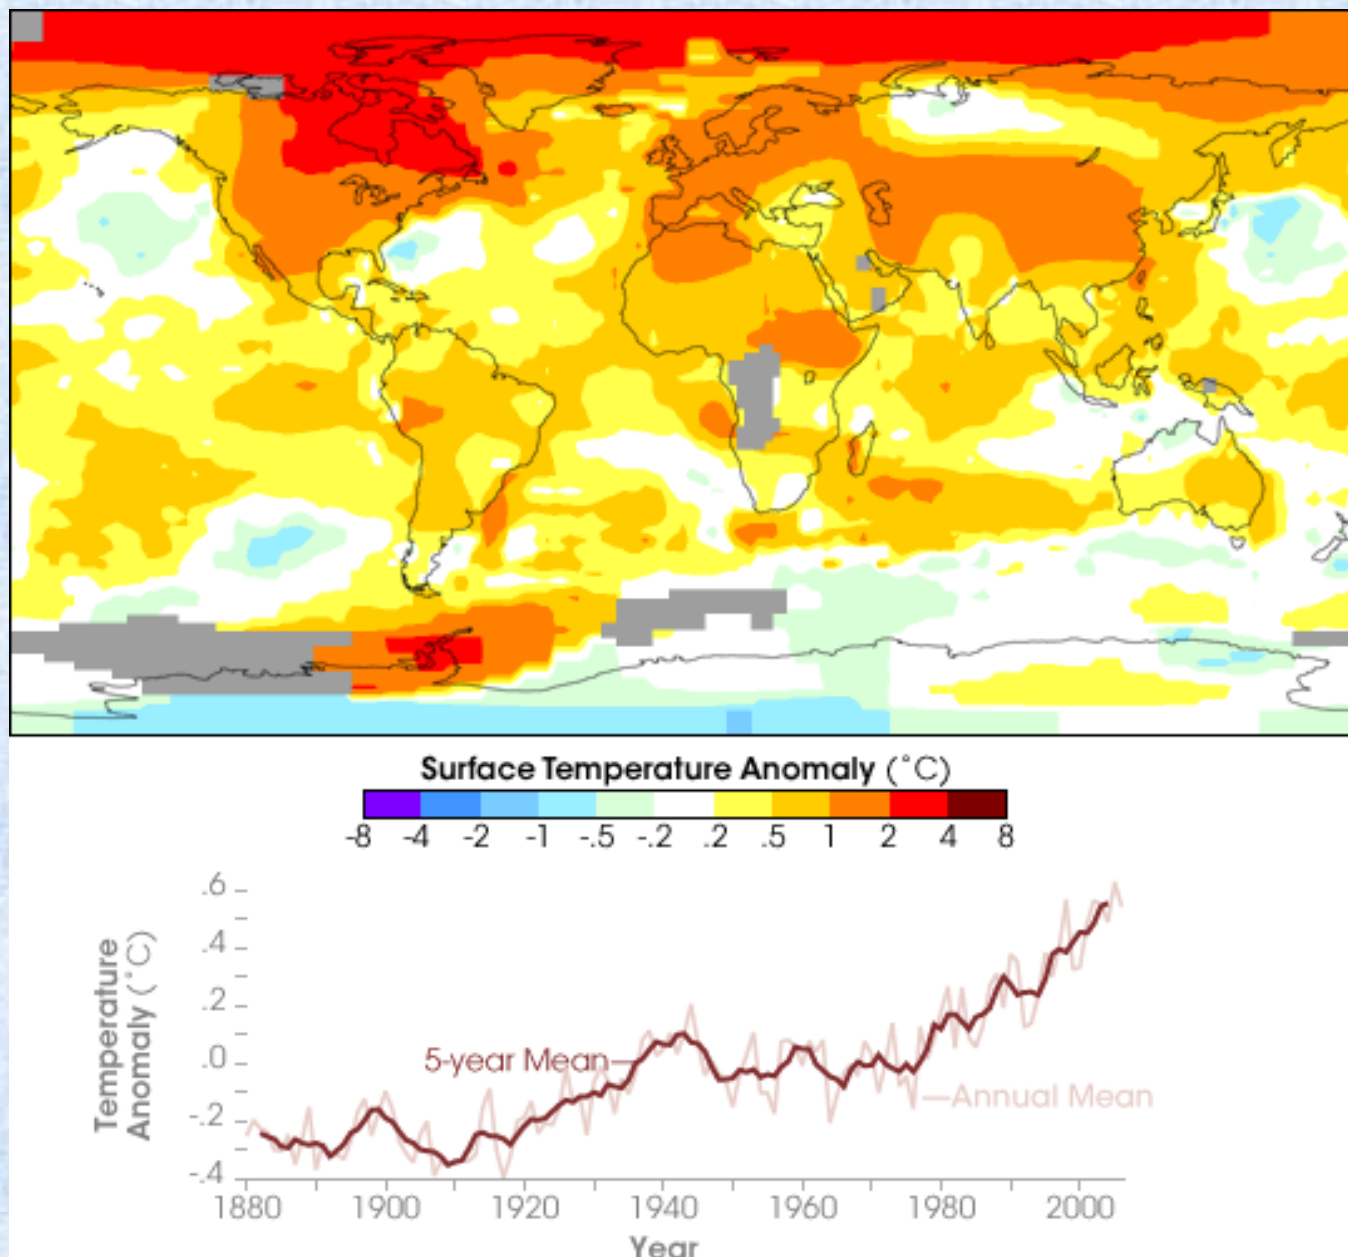 Surface Temperature Anomaly (˚C)
-8 -4 -2 -1 -.5 -.2 .2 .5 1 2 4 8
.6
.4
.2
.0
-.2
-.4
Temperature
Anomaly (˚C)
5-year Mean
Annual Mean
1880 1900 1920 1940 1960 1980 2000
Year